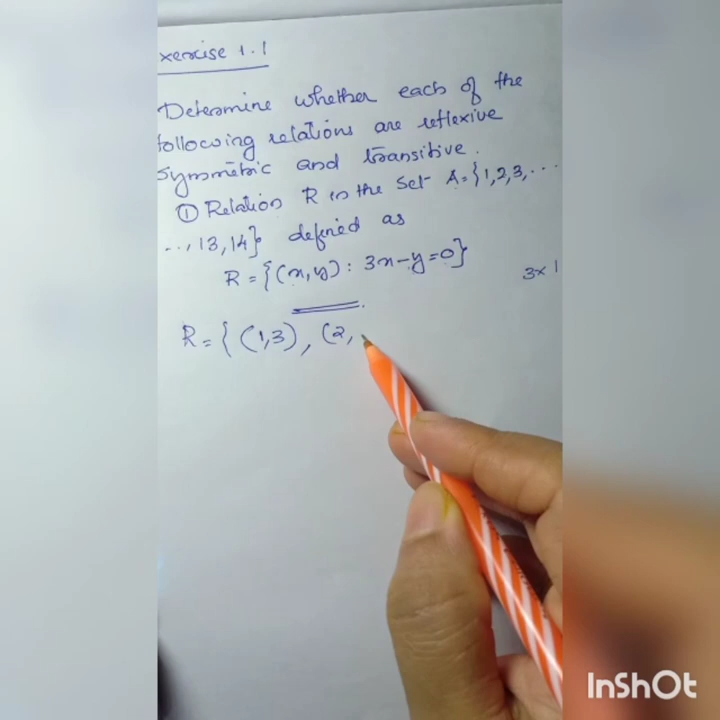 xercise 1.1
Determine whether each of the
following relations are reflexive
symmetric and transitive.
① Relation R in the set A={1,2,3,...
..,13,14} defined as
R={(x,y): 3x-y=0}
3×1
R={(1,3), (2,
InShOt